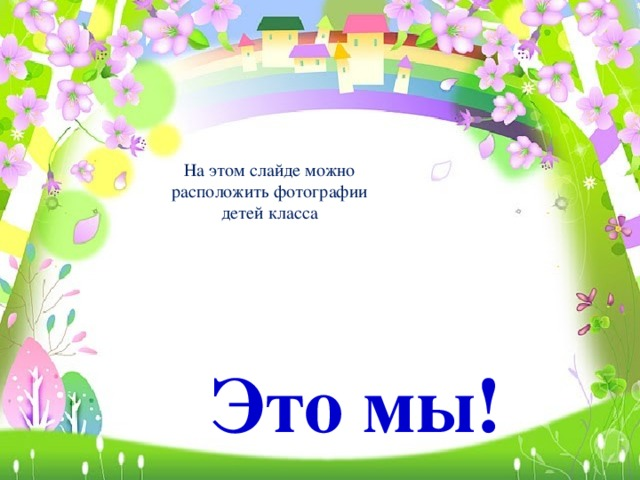 На этом слайде можно
расположить фотографии
детей класса
Это мы!